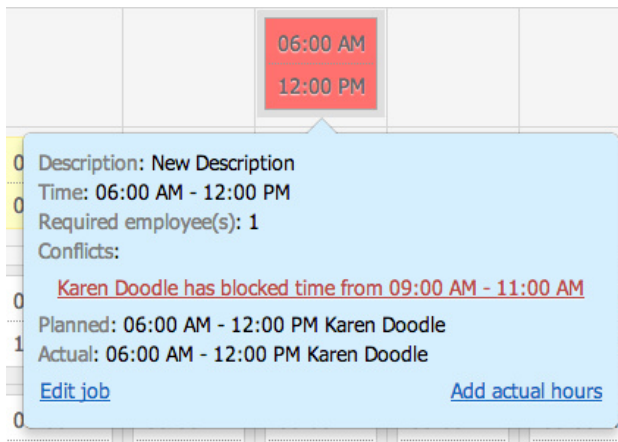 06:00 AM
12:00 PM
Description: New Description
Time: 06:00 AM - 12:00 PM
Required employee(s): 1
Conflicts:
Karen Doodle has blocked time from 09:00 AM - 11:00 AM
Planned: 06:00 AM - 12:00 PM Karen Doodle
Actual: 06:00 AM - 12:00 PM Karen Doodle
Edit job Add actual hours